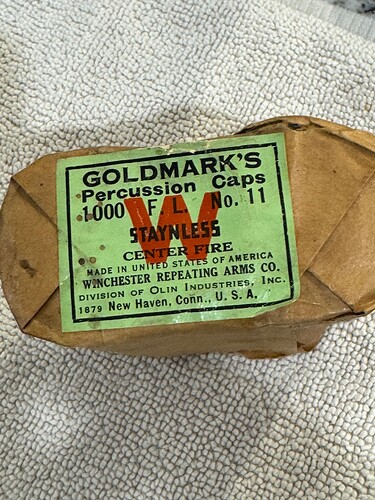 GOLDMARK'S
Percussion Caps
1000 F. L. No. 11
W
STAYNLESS
CENTER FIRE
MADE IN UNITED STATES OF AMERICA
WINCHESTER REPEATING ARMS CO.
DIVISION OF OLIN INDUSTRIES, INC.
1879 New Haven, Conn., U. S. A.